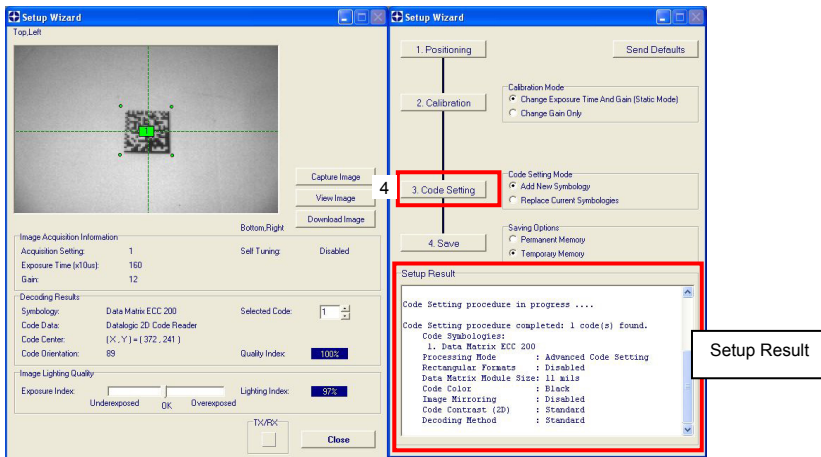 Setup Wizard
Top,Left
Capture Image
View Image
Download Image
Bottom,Right
Image Acquisition Information
Acquisition Setting: 1 Self Tuning: Disabled
Exposure Time (x10us): 160
Gain: 12
Decoding Results
Symbology: Data Matrix ECC 200 Selected Code: 1
Code Data: Datalogic 2D Code Reader
Code Center: (X,Y) = ( 372 , 241 )
Code Orientation: 89 Quality Index: 100%
Image Lighting Quality
Exposure Index: Lighting Index: 97%
Underexposed OK Overexposed
TX/RX
Close
1
Setup Wizard
1. Positioning
Send Defaults
2. Calibration
Calibration Mode
Change Exposure Time And Gain (Static Mode)
Change Gain Only
4
3. Code Setting
Code Setting Mode
Add New Symbology
Replace Current Symbologies
4. Save
Saving Options
Permanent Memory
Temporary Memory
Setup Result
Code Setting procedure in progress ....
Code Setting procedure completed: 1 code(s) found.
Code Symbologies:
1. Data Matrix ECC 200
Processing Mode : Advanced Code Setting
Rectangular Formats : Disabled
Data Matrix Module Size: 11 mils
Code Color : Black
Image Mirroring : Disabled
Code Contrast (2D) : Standard
Decoding Method : Standard
Setup Result